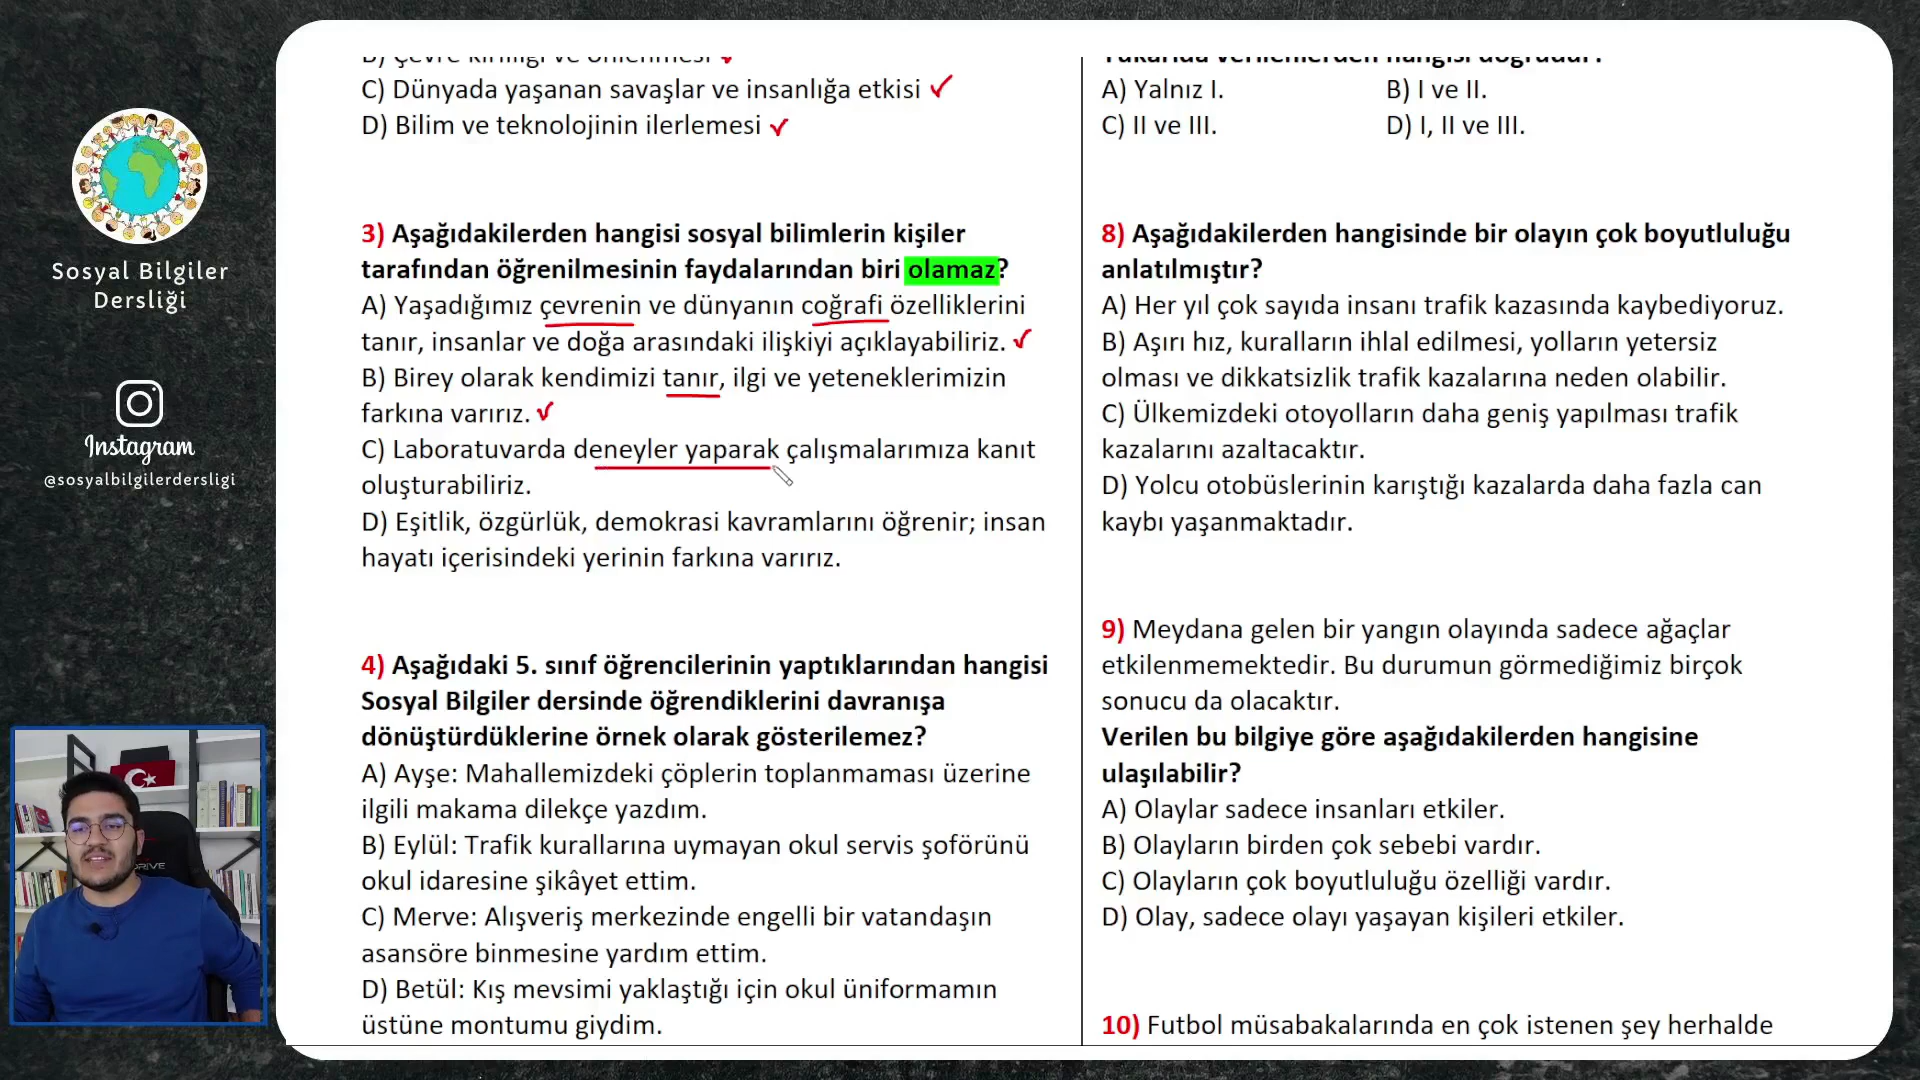 Sosyal Bilgiler
Dersliği
Instagram
@sosyalbilgilerdersligi
B) Çevre kirliliği ve önlenmesi
C) Dünyada yaşanan savaşlar ve insanlığa etkisi
D) Bilim ve teknolojinin ilerlemesi
3) Aşağıdakilerden hangisi sosyal bilimlerin kişiler
tarafından öğrenilmesinin faydalarından biri olamaz?
A) Yaşadığımız çevrenin ve dünyanın coğrafi özelliklerini
tanır, insanlar ve doğa arasındaki ilişkiyi açıklayabiliriz.
B) Birey olarak kendimizi tanır, ilgi ve yeteneklerimizin
farkına varırız.
C) Laboratuvarda deneyler yaparak çalışmalarımıza kanıt
oluşturabiliriz.
D) Eşitlik, özgürlük, demokrasi kavramlarını öğrenir; insan
hayatı içerisindeki yerinin farkına varırız.
4) Aşağıdaki 5. sınıf öğrencilerinin yaptıklarından hangisi
Sosyal Bilgiler dersinde öğrendiklerini davranışa
dönüştürdüklerine örnek olarak gösterilemez?
A) Ayşe: Mahallemizdeki çöplerin toplanmaması üzerine
ilgili makama dilekçe yazdım.
B) Eylül: Trafik kurallarına uymayan okul servis şoförünü
okul idaresine şikâyet ettim.
C) Merve: Alışveriş merkezinde engelli bir vatandaşın
asansöre binmesine yardım ettim.
D) Betül: Kış mevsimi yaklaştığı için okul üniformamın
üstüne montumu giydim.
Yukarıda verilenlerden hangisi doğrudur?
A) Yalnız I. B) I ve II.
C) II ve III. D) I, II ve III.
8) Aşağıdakilerden hangisinde bir olayın çok boyutluluğu
anlatılmıştır?
A) Her yıl çok sayıda insanı trafik kazasında kaybediyoruz.
B) Aşırı hız, kuralların ihlal edilmesi, yolların yetersiz
olması ve dikkatsizlik trafik kazalarına neden olabilir.
C) Ülkemizdeki otoyolların daha geniş yapılması trafik
kazalarını azaltacaktır.
D) Yolcu otobüslerinin karıştığı kazalarda daha fazla can
kaybı yaşanmaktadır.
9) Meydana gelen bir yangın olayında sadece ağaçlar
etkilenmemektedir. Bu durumun görmediğimiz birçok
sonucu da olacaktır.
Verilen bu bilgiye göre aşağıdakilerden hangisine
ulaşılabilir?
A) Olaylar sadece insanları etkiler.
B) Olayların birden çok sebebi vardır.
C) Olayların çok boyutluluğu özelliği vardır.
D) Olay, sadece olayı yaşayan kişileri etkiler.
10) Futbol müsabakalarında en çok istenen şey herhalde